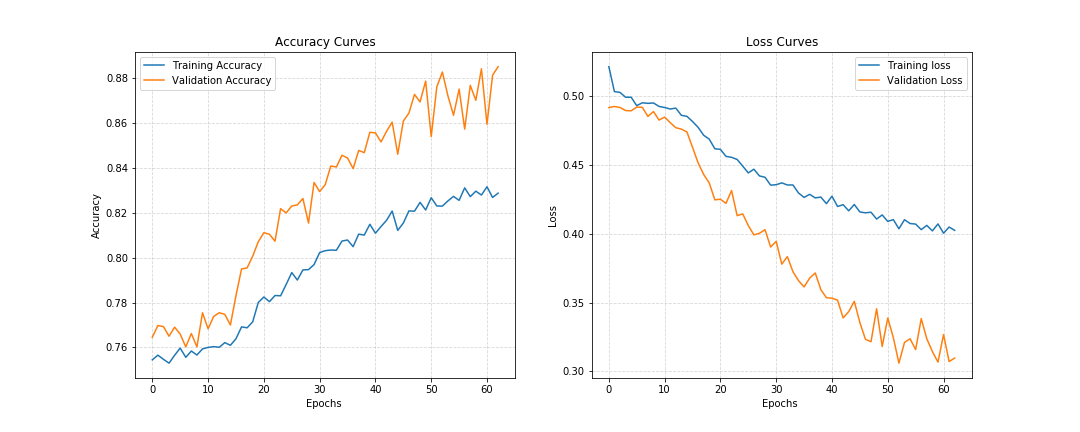 Accuracy Curves
Training Accuracy
Validation Accuracy
0.88
0.86
0.84
0.82
0.80
0.78
0.76
Accuracy
0 10 20 30 40 50 60
Epochs
Loss Curves
Training loss
Validation Loss
0.50
0.45
0.40
0.35
0.30
Loss
0 10 20 30 40 50 60
Epochs